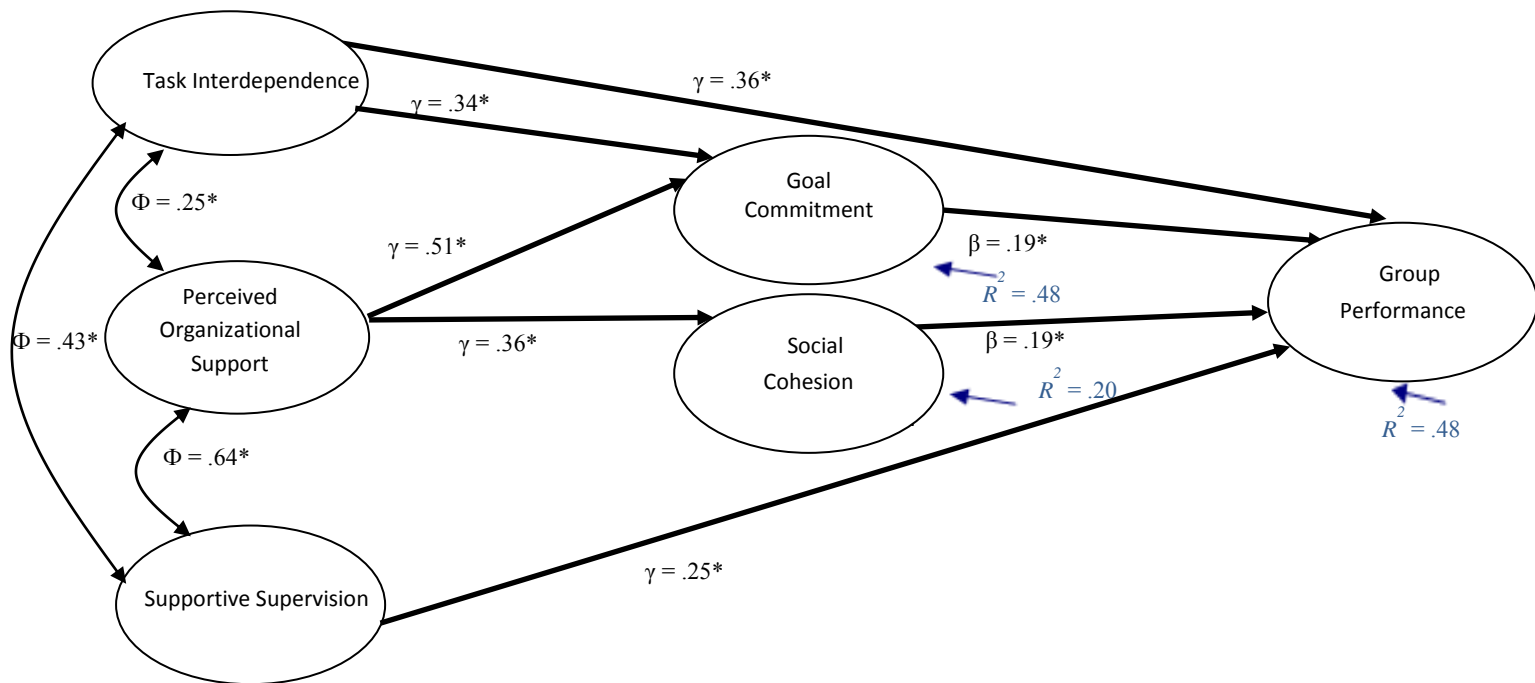 Task Interdependence
γ = .36*
γ = .34*
Goal
Commitment
Φ = .25*
γ = .51*
β = .19*
R² = .48
Group
Performance
Perceived
Organizational
Support
Φ = .43*
γ = .36*
Social
Cohesion
β = .19*
R² = .20
R² = .48
Φ = .64*
γ = .25*
Supportive Supervision